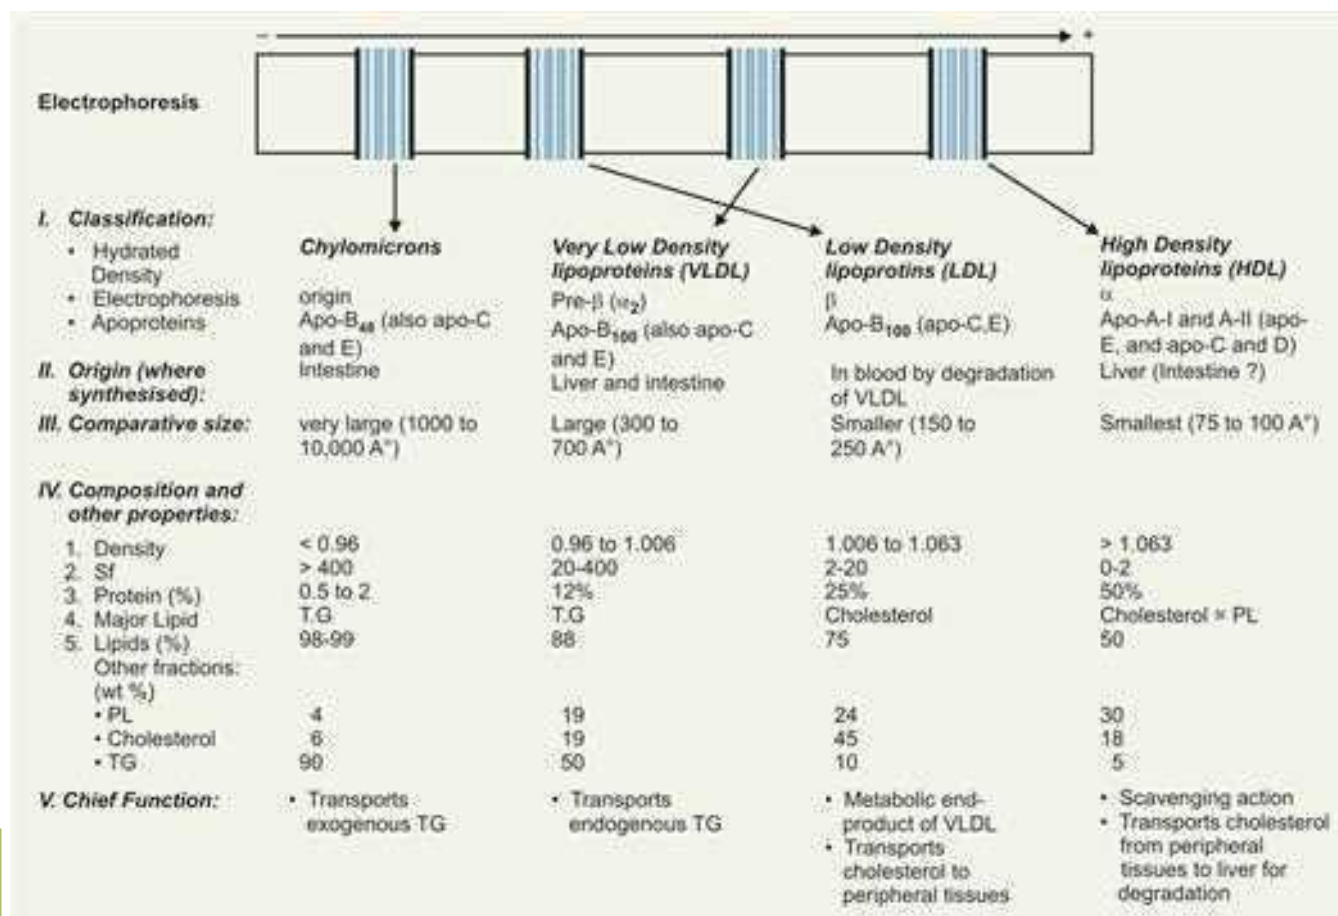 − +
Electrophoresis
I. Classification:
• Hydrated
Density
• Electrophoresis
• Apoproteins
II. Origin (where
synthesised):
III. Comparative size:
IV. Composition and
other properties:
1. Density
2. Sf
3. Protein (%)
4. Major Lipid
5. Lipids (%)
Other fractions:
(wt %)
• PL
• Cholesterol
• TG
V. Chief Function:
Chylomicrons
origin
Apo-B48 (also apo-C
and E)
Intestine
very large (1000 to
10,000 A°)
< 0.96
> 400
0.5 to 2
T.G
98-99
4
6
90
• Transports
exogenous TG
Very Low Density
lipoproteins (VLDL)
Pre-β (α2)
Apo-B100 (also apo-C
and E)
Liver and intestine
Large (300 to
700 A°)
0.96 to 1.006
20-400
12%
T.G
88
19
19
50
• Transports
endogenous TG
Low Density
lipoprotins (LDL)
β
Apo-B100 (apo-C,E)
In blood by degradation
of VLDL
Smaller (150 to
250 A°)
1.006 to 1.063
2-20
25%
Cholesterol
75
24
45
10
• Metabolic end-
product of VLDL
• Transports
cholesterol to
peripheral tissues
High Density
lipoproteins (HDL)
α
Apo-A-I and A-II (apo-
E, and apo-C and D)
Liver (Intestine ?)
Smallest (75 to 100 A°)
> 1.063
0-2
50%
Cholesterol PL
50
30
18
5
• Scavenging action
• Transports cholesterol
from peripheral
tissues to liver for
degradation